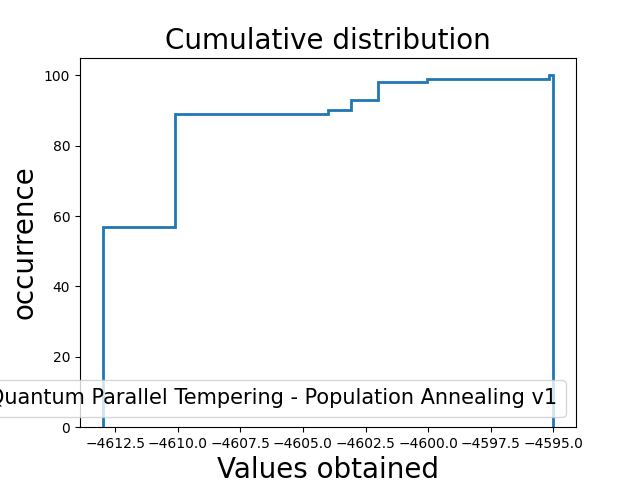 Cumulative distribution
100
80
60
40
20
0
occurrence
Parallel Tempering - Population Annealing v1
−4612.5 −4610.0 −4607.5 −4605.0 −4602.5 −4600.0 −4597.5 −4595.0
Values obtained